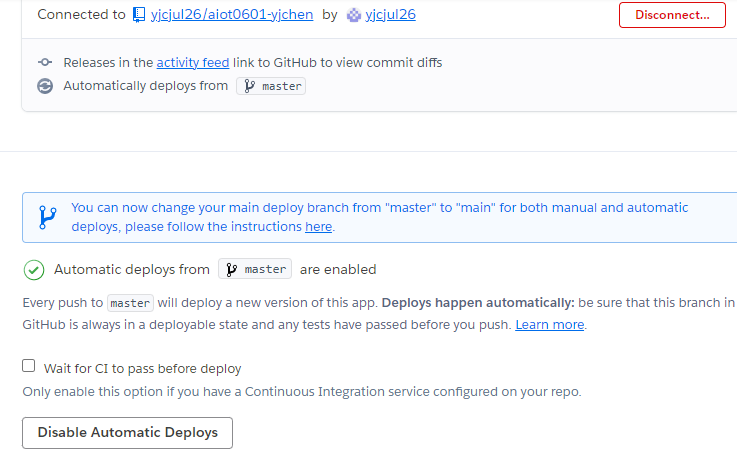 Connected to yjcjul26/aiot0601-yjchen by yjcjul26 Disconnect...
Releases in the activity feed link to GitHub to view commit diffs
Automatically deploys from master
You can now change your main deploy branch from "master" to "main" for both manual and automatic
deploys, please follow the instructions here.
Automatic deploys from master are enabled
Every push to master will deploy a new version of this app. Deploys happen automatically: be sure that this branch in
GitHub is always in a deployable state and any tests have passed before you push. Learn more.
Wait for CI to pass before deploy
Only enable this option if you have a Continuous Integration service configured on your repo.
Disable Automatic Deploys